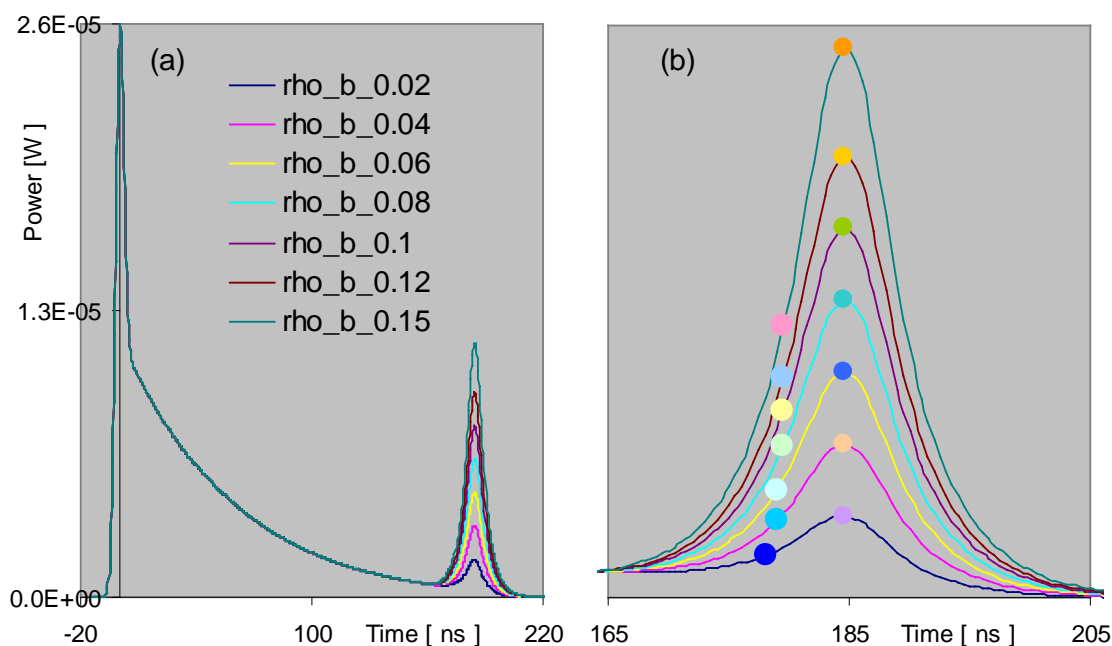 2.6E-05
(a)
(b)
rho_b_0.02
rho_b_0.04
rho_b_0.06
rho_b_0.08
rho_b_0.1
rho_b_0.12
rho_b_0.15
Power [W ]
1.3E-05
0.0E+00
-20
100
Time [ ns ]
220
165
185
Time [ ns ]
205